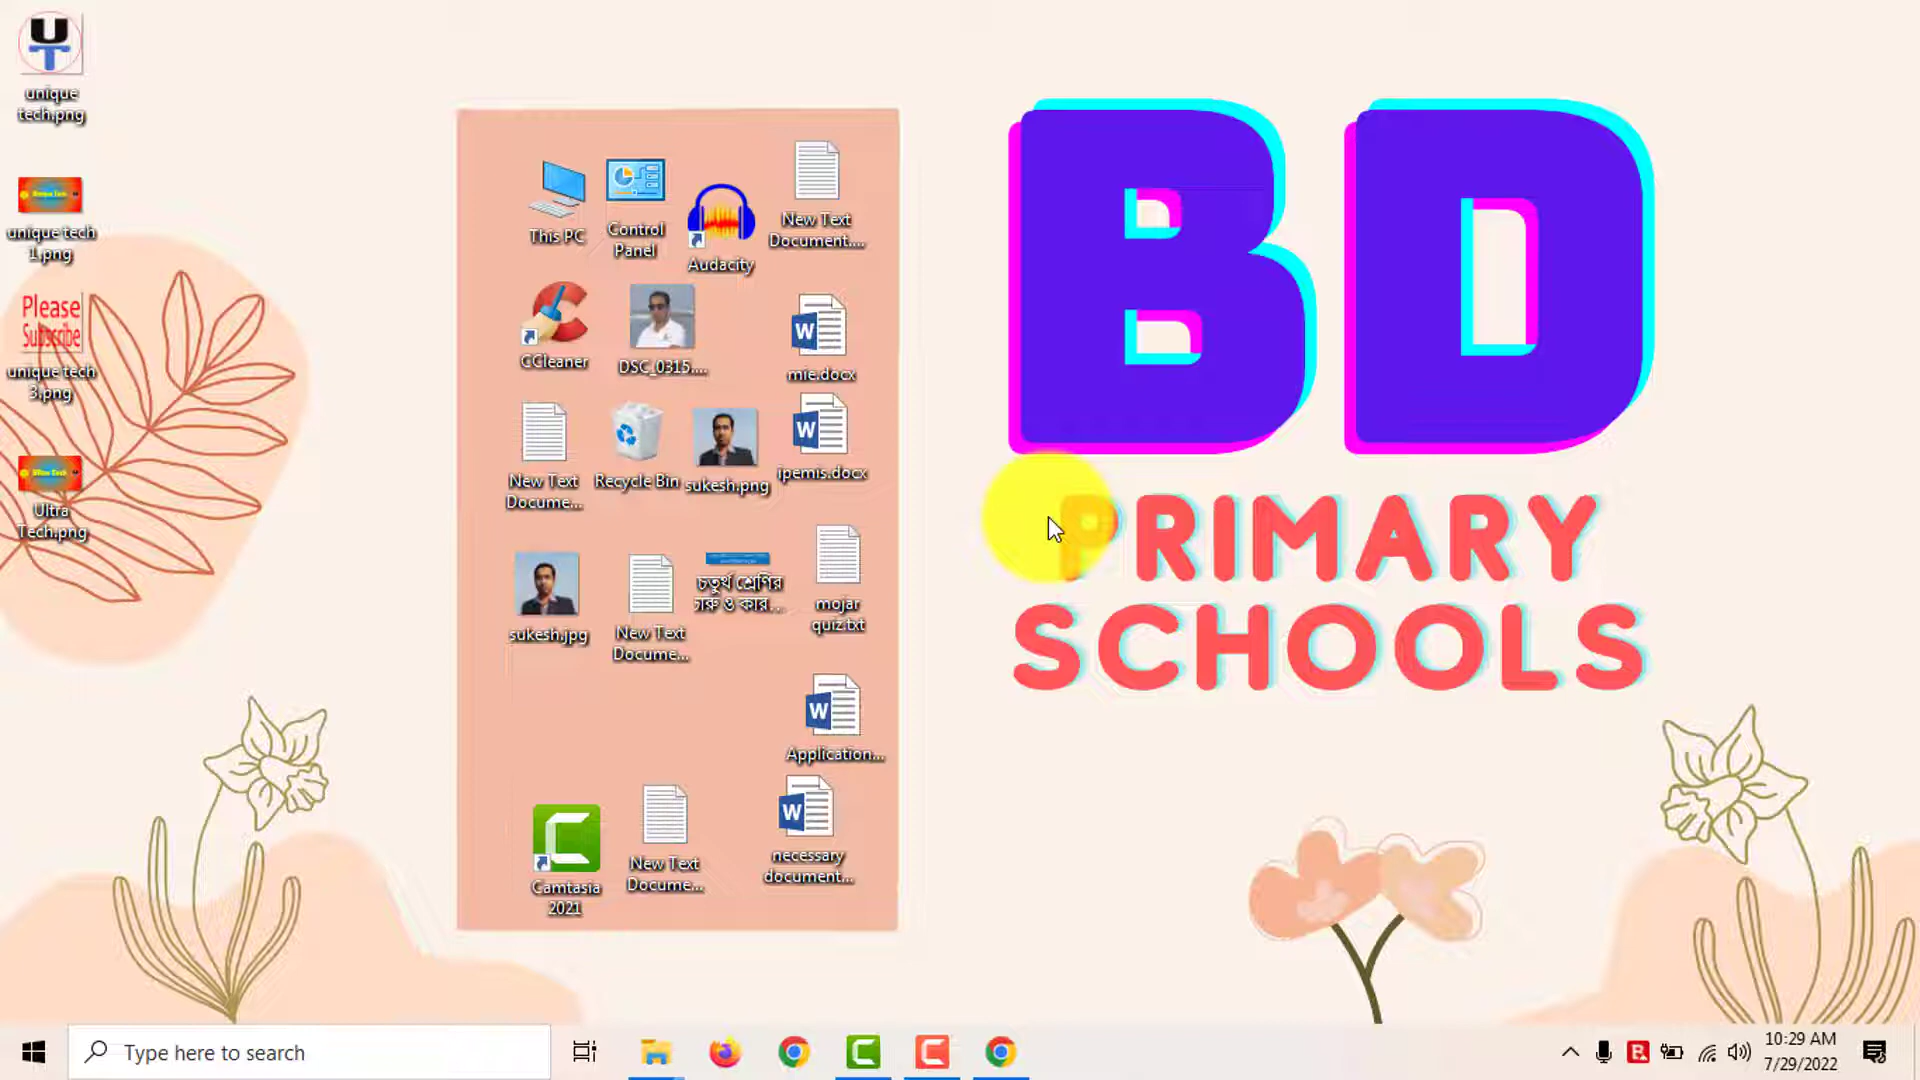 unique
tech.png
unique tech
1.png
Please
Subscribe
unique tech
3.png
Ultra
Tech.png
This PC
Control
Panel
Audacity
New Text
Document....
CCleaner
DSC_0315....
mie.docx
New Text
Docume...
Recycle Bin
sukesh.png
ipemis.docx
sukesh.jpg
New Text
Docume...
চতুর্থ শ্রেণির
চারু ও কার...
mojar
quiz.txt
Application...
Camtasia
2021
New Text
Docume...
necessary
document...
BD
PRIMARY
SCHOOLS
Type here to search
10:29 AM
7/29/2022